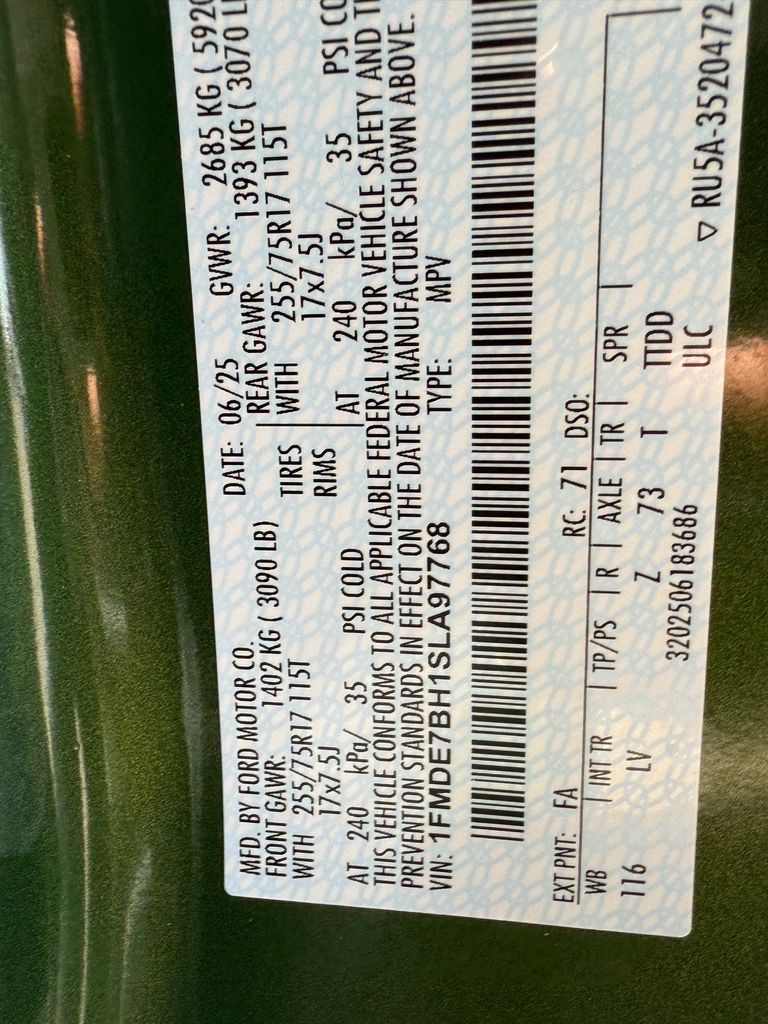 MFD. BY FORD MOTOR CO. DATE: 06/25 GVWR: 2685 KG ( 5920
FRONT GAWR: 1402 KG ( 3090 LB) REAR GAWR: 1393 KG ( 3070 L
WITH 255/75R17 115T TIRES WITH 255/75R17 115T
17x7.5J RIMS 17x7.5J
AT 240 kPa/ 35 PSI COLD AT 240 kPa/ 35 PSI CO
THIS VEHICLE CONFORMS TO ALL APPLICABLE FEDERAL MOTOR VEHICLE SAFETY AND
PREVENTION STANDARDS IN EFFECT ON THE DATE OF MANUFACTURE SHOWN ABOVE.
VIN: 1FMDE7BH1SLA97768 TYPE: MPV
EXT PNT: FA RC: 71 DSO:
WB | INT TR | TP/PS | R | AXLE | TR | SPR |
116 LV Z 73 T TTDD
3202506183686 ULC
▽ RU5A-3520472